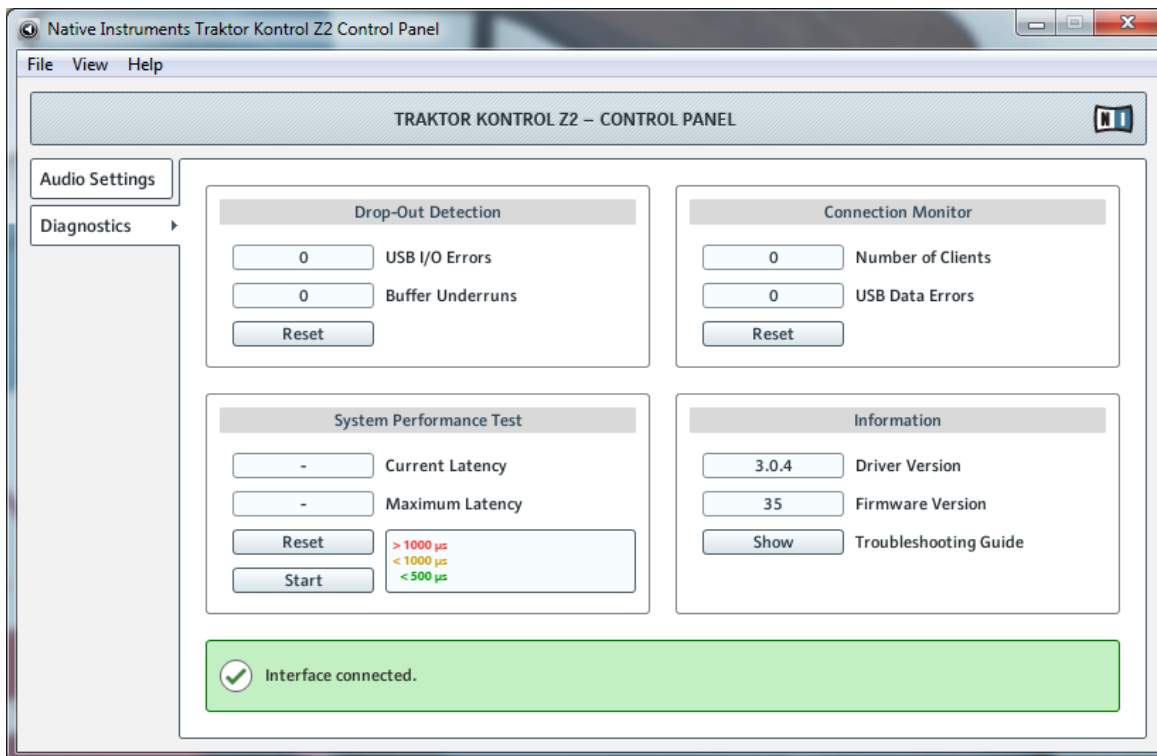 Native Instruments Traktor Kontrol Z2 Control Panel
File View Help
TRAKTOR KONTROL Z2 – CONTROL PANEL
NI
Audio Settings
Diagnostics
Drop-Out Detection
0 USB I/O Errors
0 Buffer Underruns
Reset
Connection Monitor
0 Number of Clients
0 USB Data Errors
Reset
System Performance Test
- Current Latency
- Maximum Latency
Reset
Start
> 1000 µs
< 1000 µs
< 500 µs
Information
3.0.4 Driver Version
35 Firmware Version
Show Troubleshooting Guide
Interface connected.